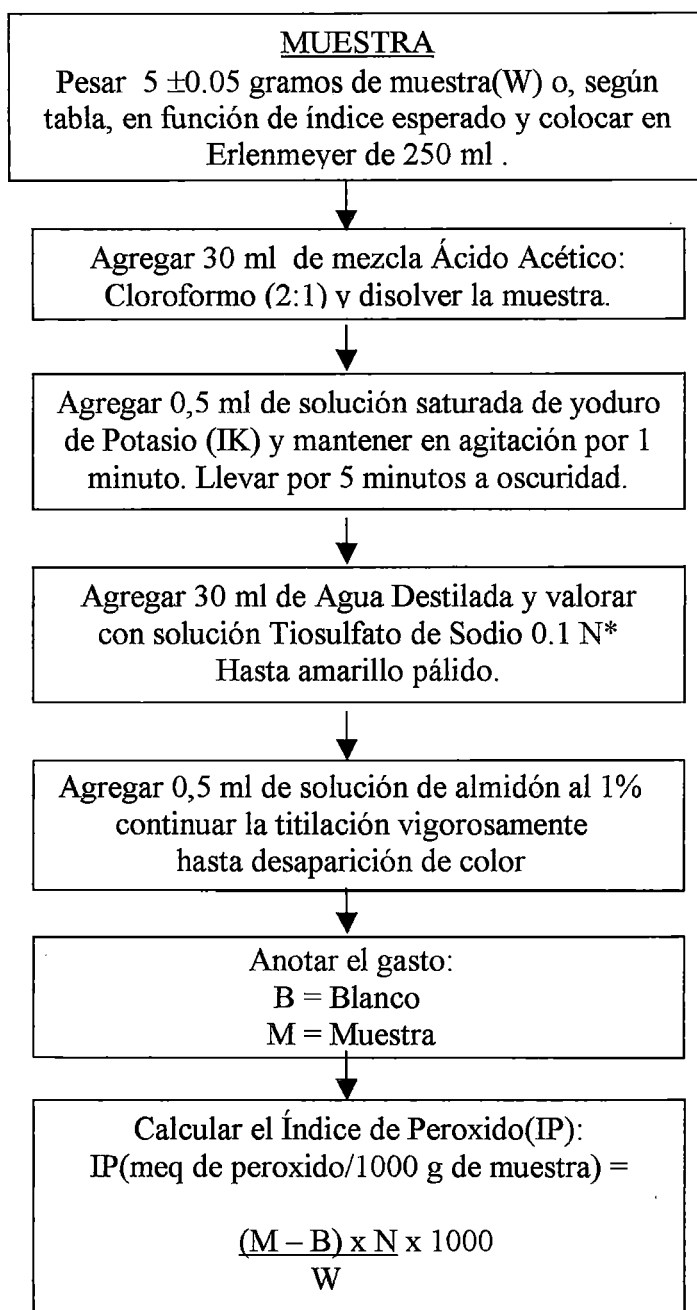 MUESTRA
Pesar 5 ±0.05 gramos de muestra(W) o, según
tabla, en función de índice esperado y colocar en
Erlenmeyer de 250 ml .
Agregar 30 ml de mezcla Ácido Acético:
Cloroformo (2:1) y disolver la muestra.
Agregar 0,5 ml de solución saturada de yoduro
de Potasio (IK) y mantener en agitación por 1
minuto. Llevar por 5 minutos a oscuridad.
Agregar 30 ml de Agua Destilada y valorar
con solución Tiosulfato de Sodio 0.1 N*
Hasta amarillo pálido.
Agregar 0,5 ml de solución de almidón al 1%
continuar la titilación vigorosamente
hasta desaparición de color
Anotar el gasto:
B = Blanco
M = Muestra
Calcular el Índice de Peroxido(IP):
IP(meq de peroxido/1000 g de muestra) =
(M – B) x N x 1000
W